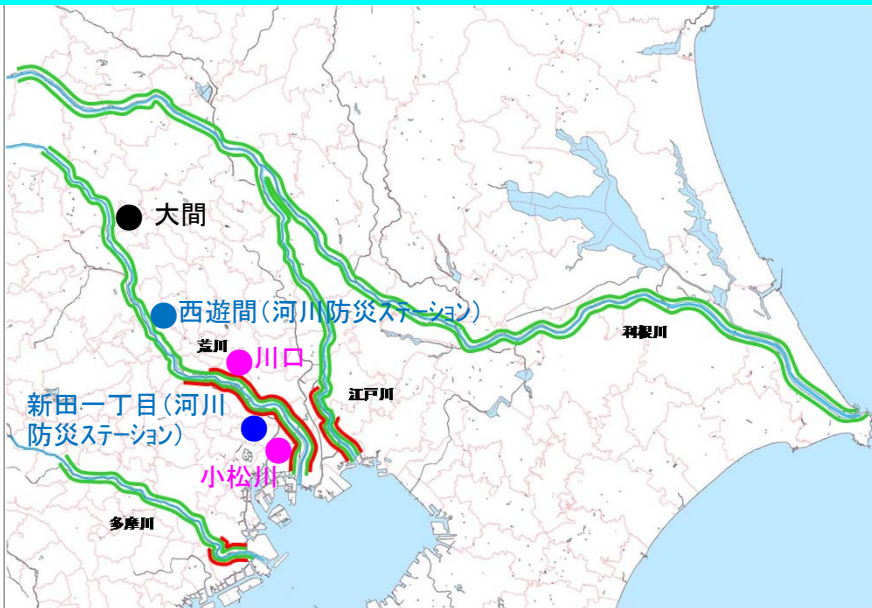 大間
西遊間(河川防災ステーション)
荒川
川口
利根川
江戸川
新田一丁目(河川
防災ステーション)
小松川
多摩川